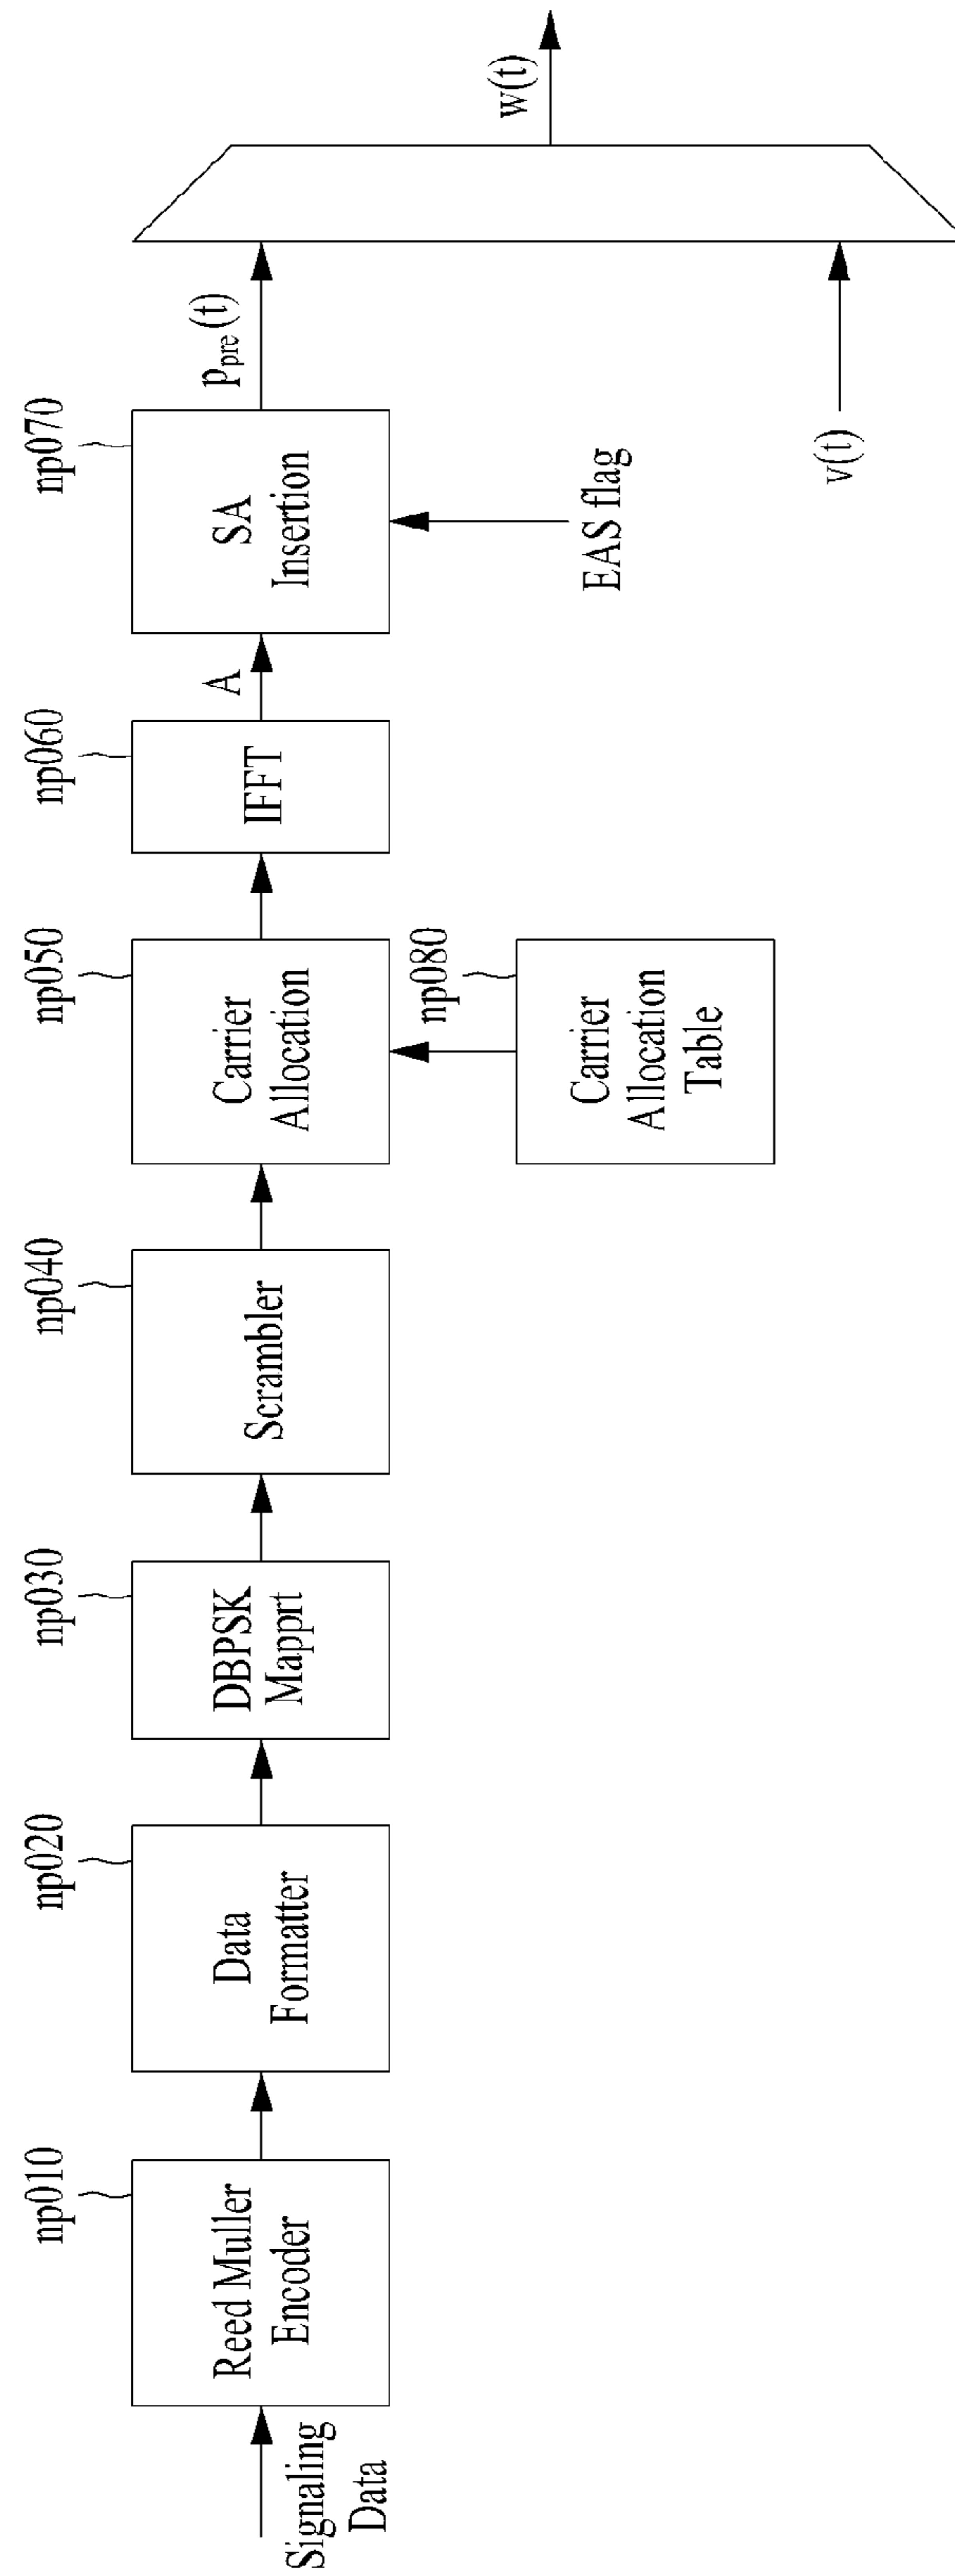 np010
np020
np030
np040
np050
np060
np070
Signaling
Data
Reed Muller
Encoder
Data
Formatter
DBPSK
Mapprt
Scrambler
Carrier
Allocation
IFFT
A
SA
Insertion
p_pre (t)
w(t)
np080
Carrier
Allocation
Table
EAS flag
v(t)